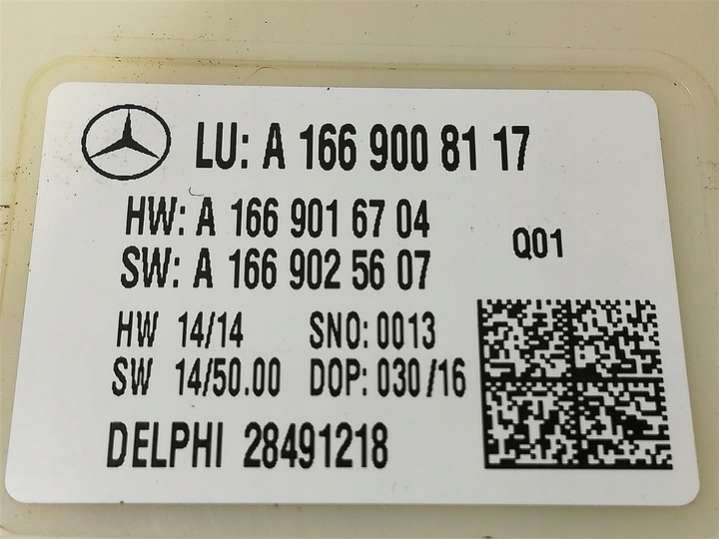 LU: A 166 900 81 17
HW: A 166 901 67 04
SW: A 166 902 56 07
Q01
HW 14/14 SNO: 0013
SW 14/50.00 DOP: 030/16
DELPHI 28491218